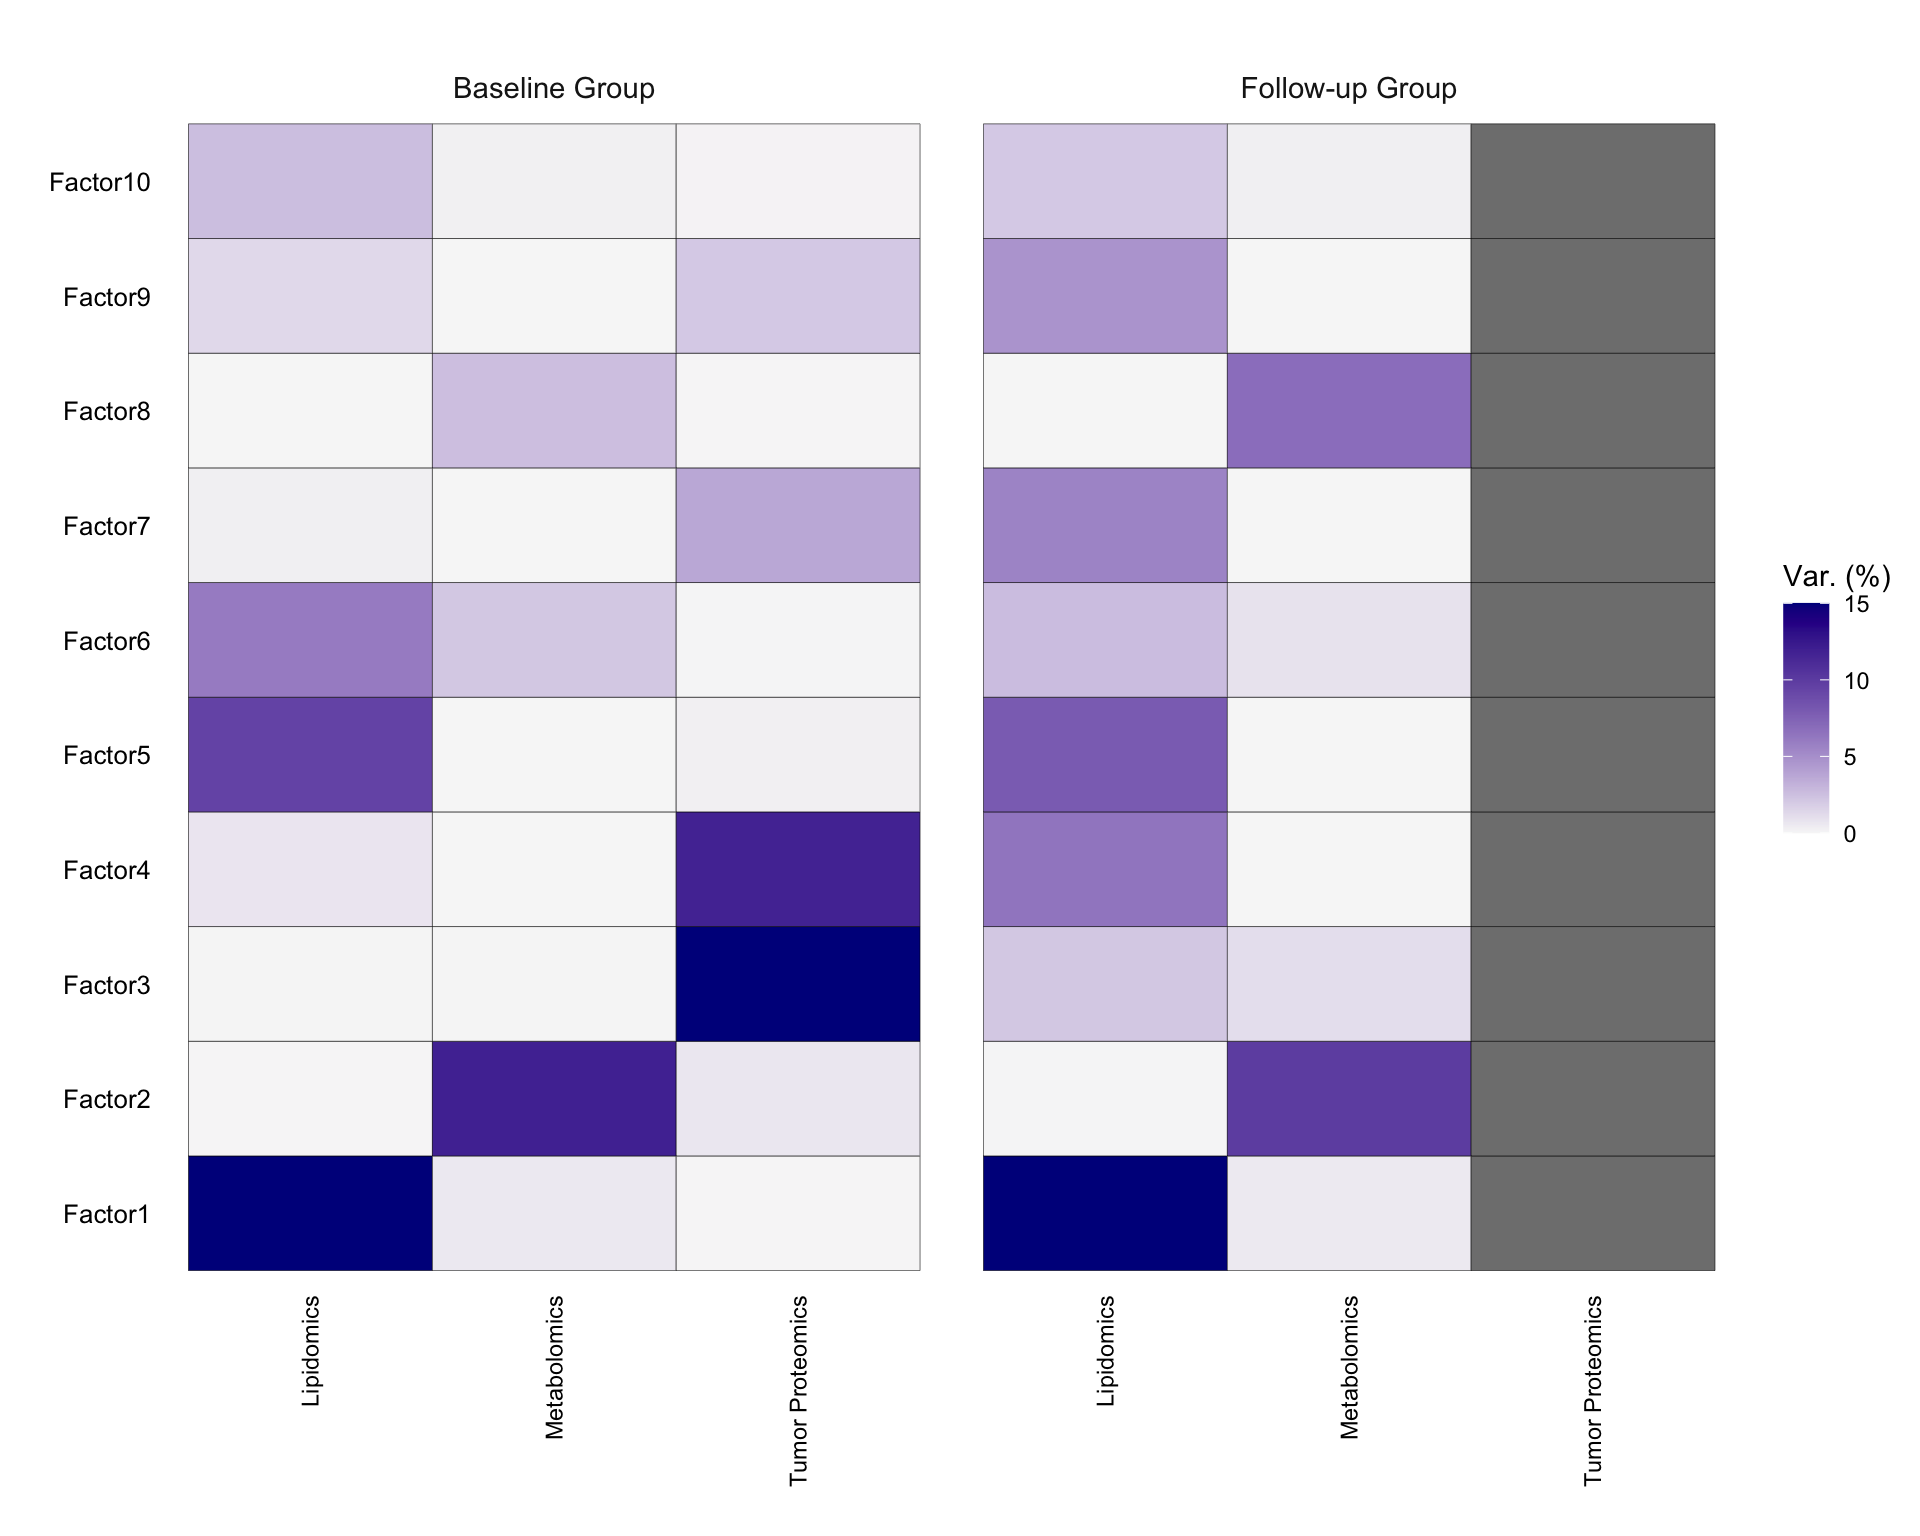 Baseline Group
Follow-up Group
Factor10
Factor9
Factor8
Factor7
Factor6
Factor5
Factor4
Factor3
Factor2
Factor1
Lipidomics
Metabolomics
Tumor Proteomics
Lipidomics
Metabolomics
Tumor Proteomics
Var. (%)
15
10
5
0